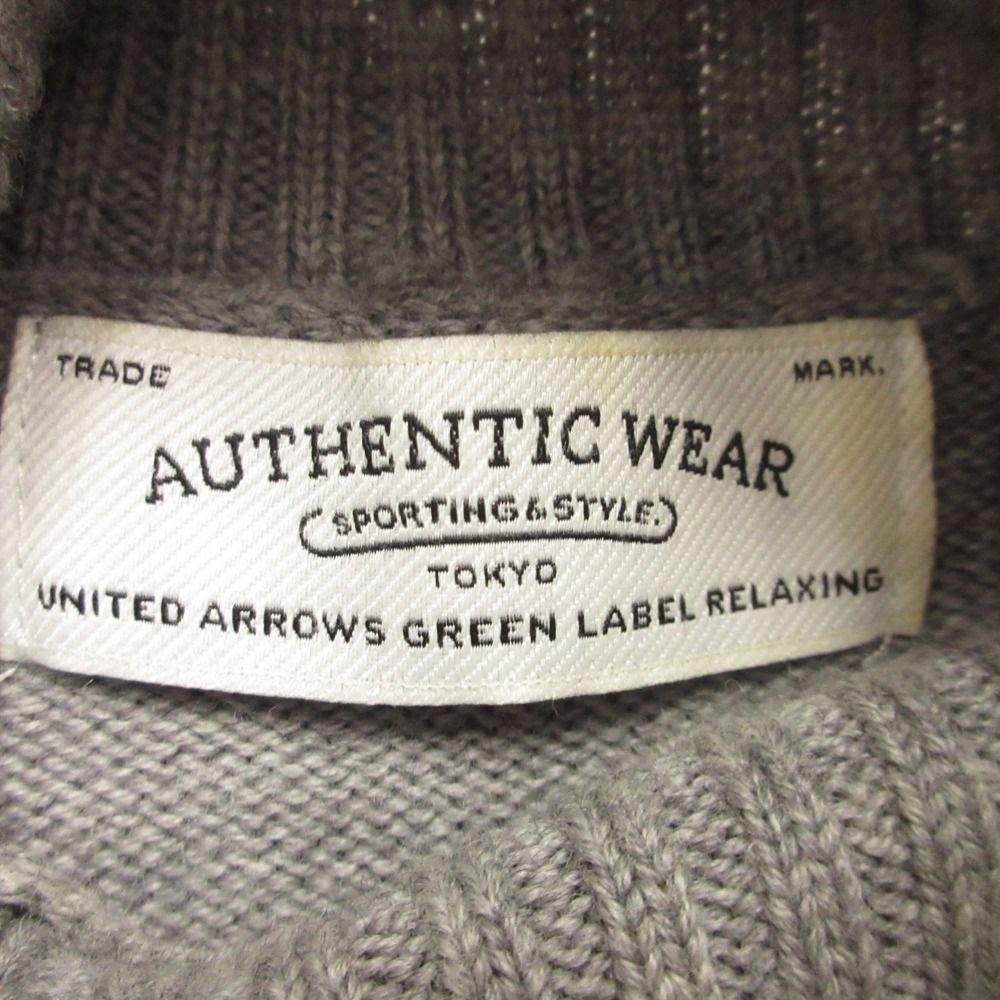 TRADE MARK.
AUTHENTIC WEAR
SPORTING & STYLE.
TOKYO
UNITED ARROWS GREEN LABEL RELAXING